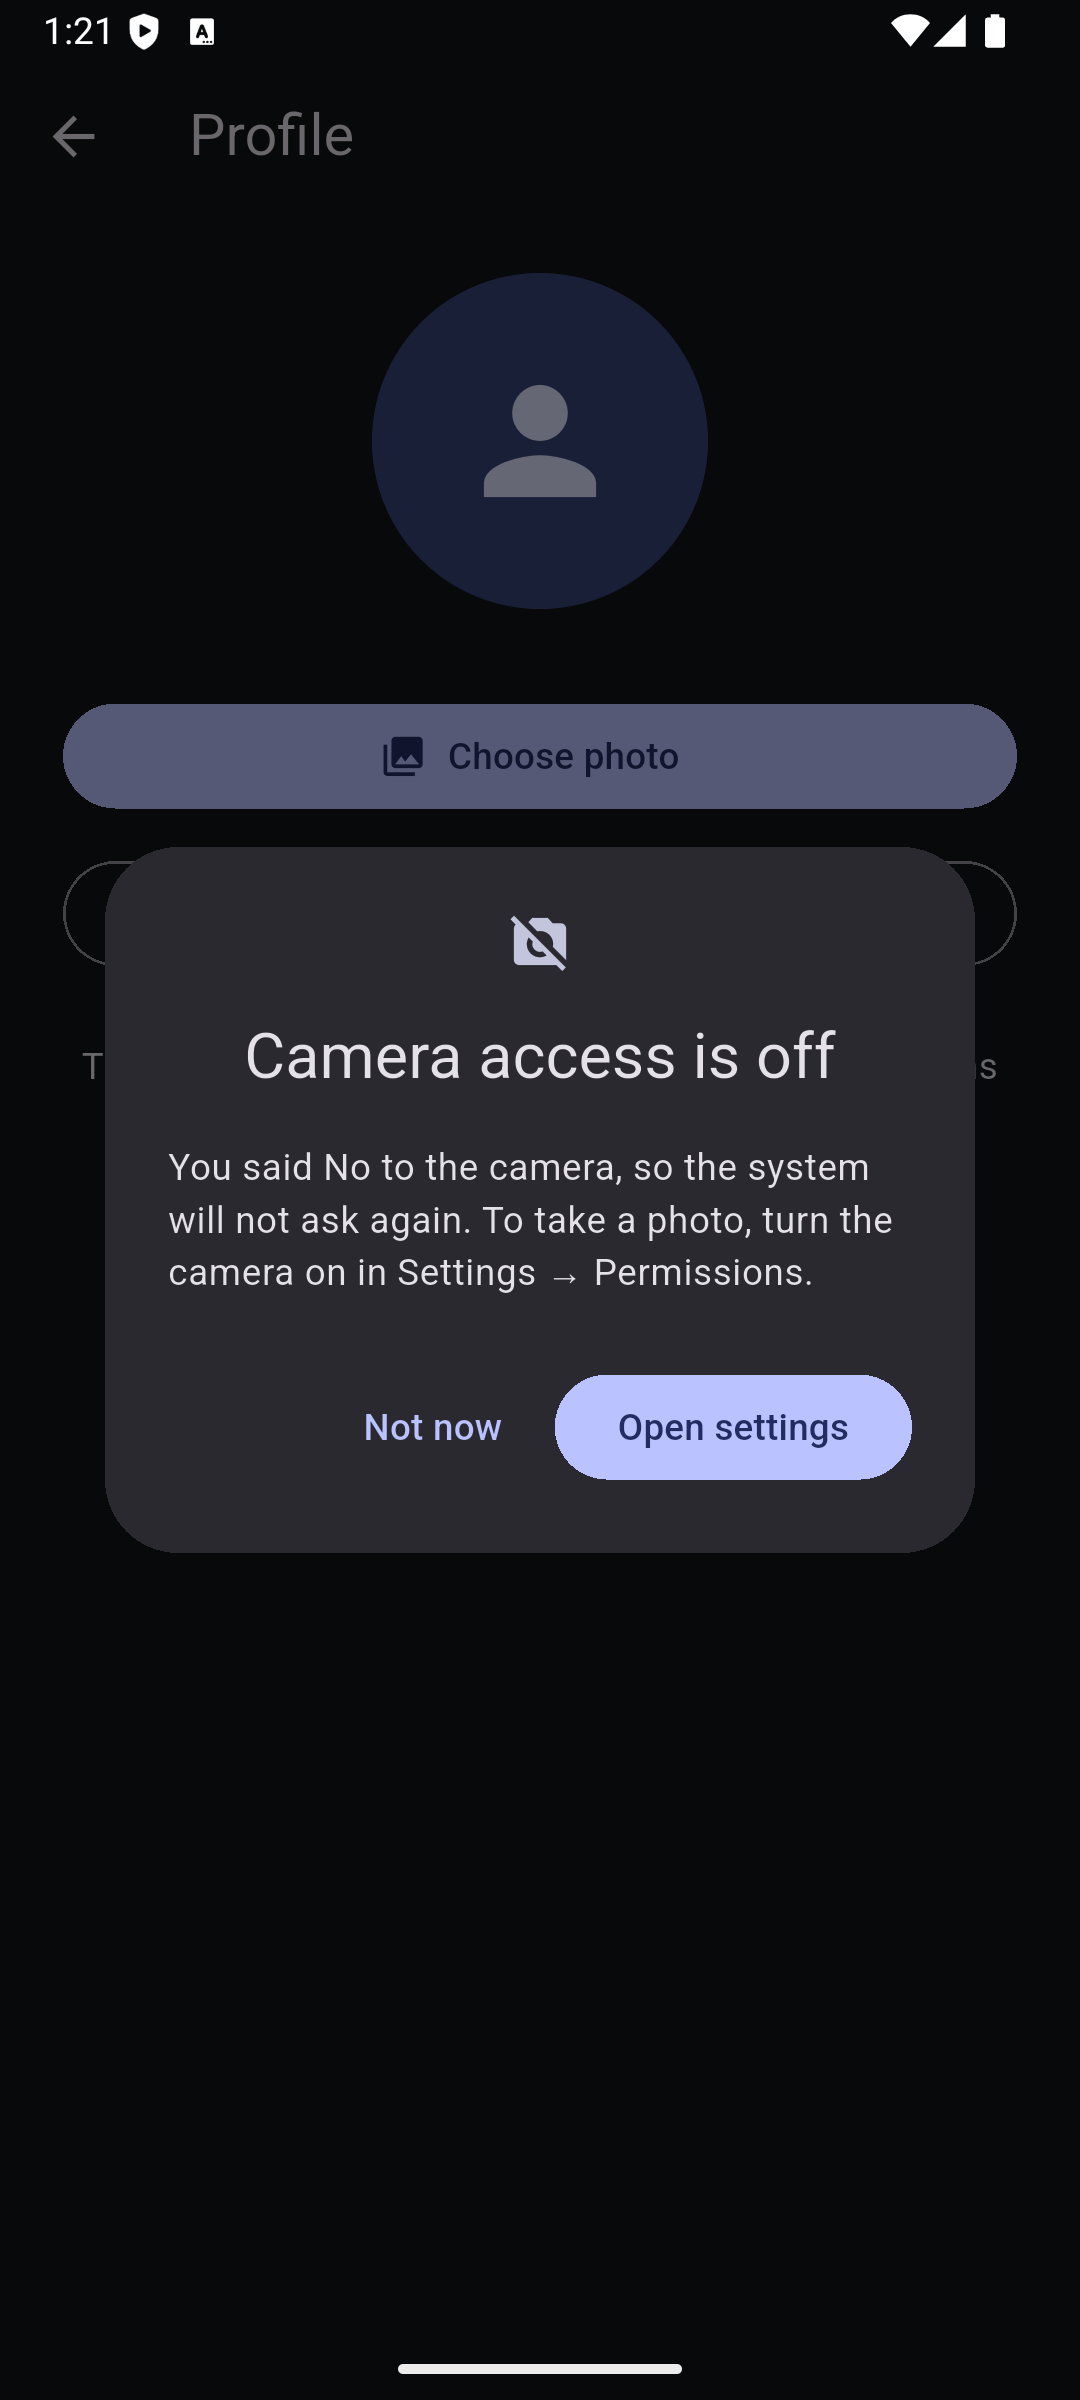 1:21
Profile
Choose photo
Camera access is off
You said No to the camera, so the system
will not ask again. To take a photo, turn the
camera on in Settings → Permissions.
Not now
Open settings